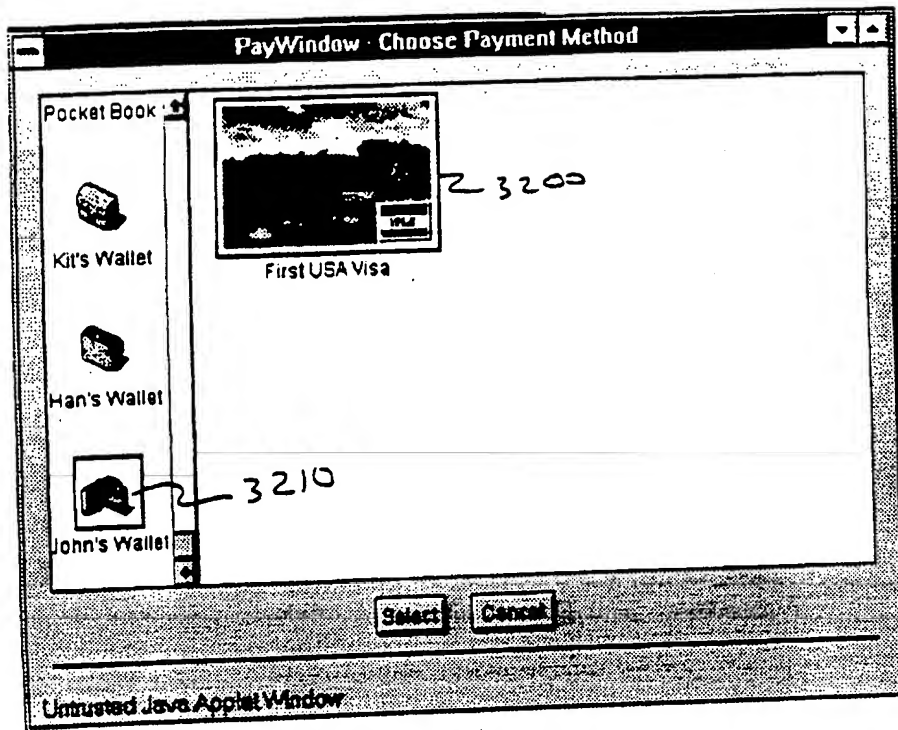 PayWindow - Choose Payment Method
Pocket Book
Kit's Wallet
Han's Wallet
John's Wallet
3200
VISA
First USA Visa
3210
Select
Cancel
Untrusted Java Applet Window